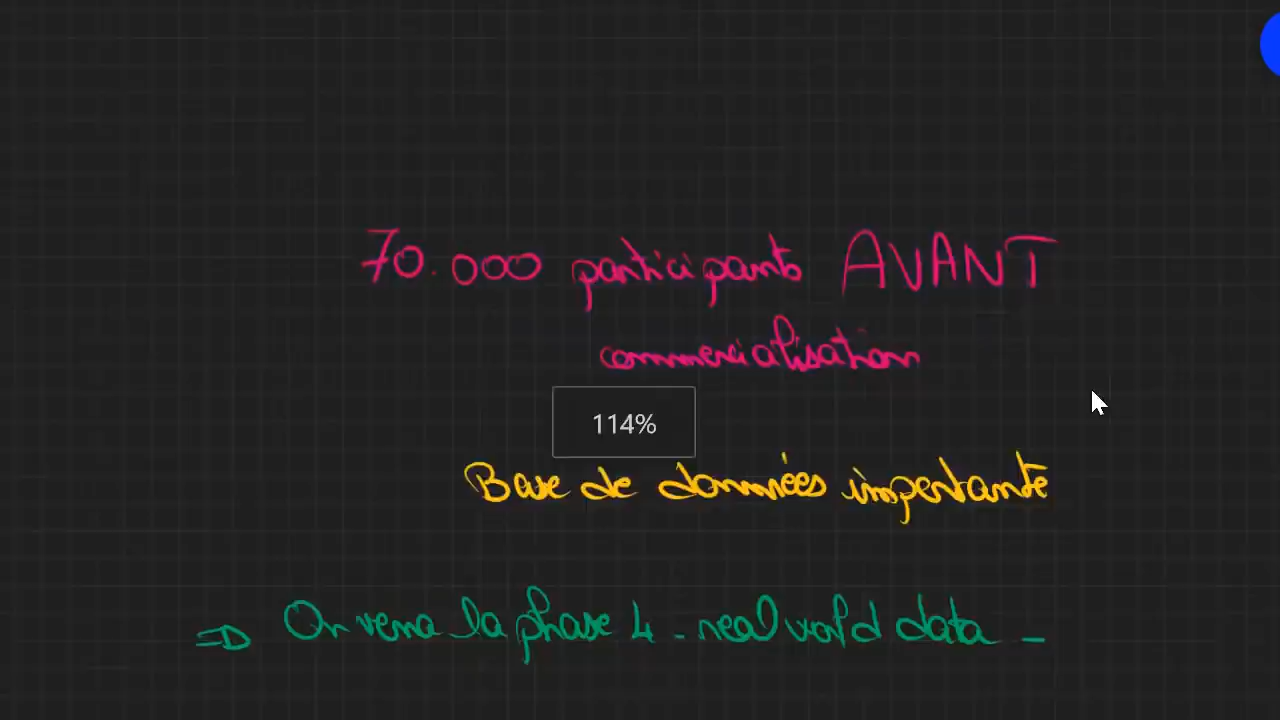 70.000 participants AVANT
commercialisation
114%
Base de données importante
=> On verra la phase 4 - real world data -